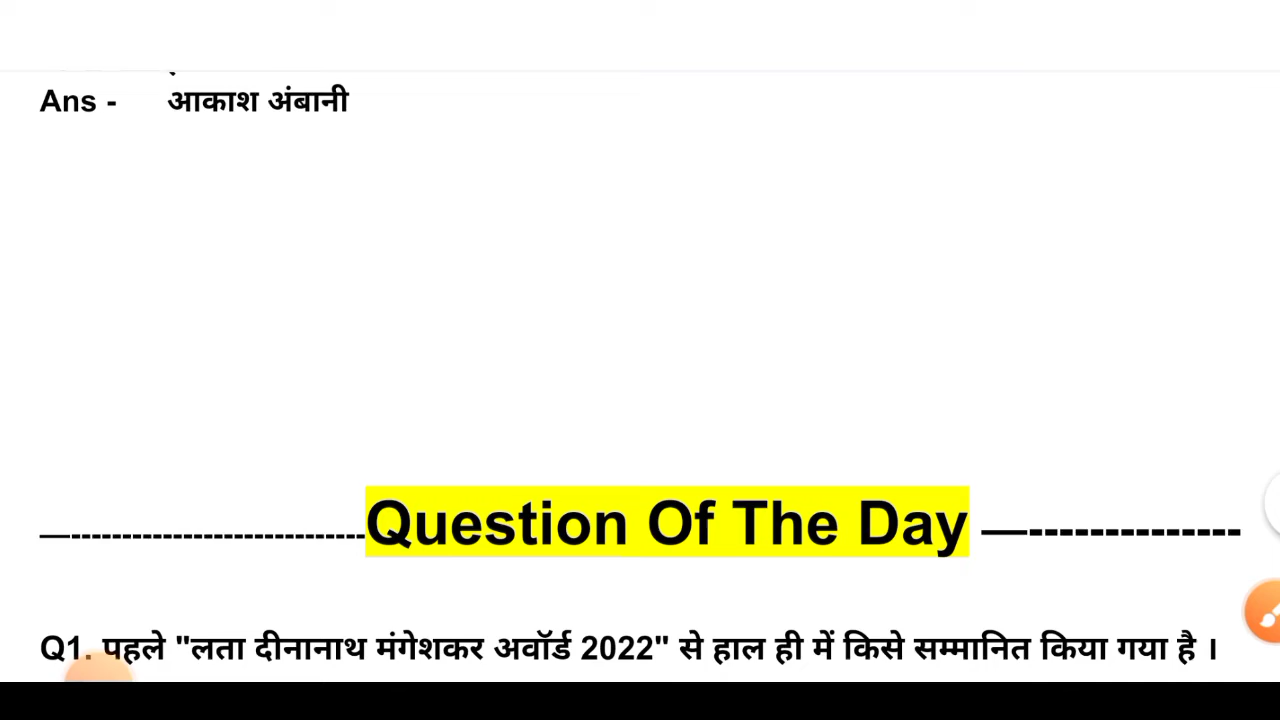 Ans - आकाश अंबानी
—-----------------------------Question Of The Day —--------------
Q1. पहले "लता दीनानाथ मंगेशकर अवॉर्ड 2022" से हाल ही में किसे सम्मानित किया गया है ।